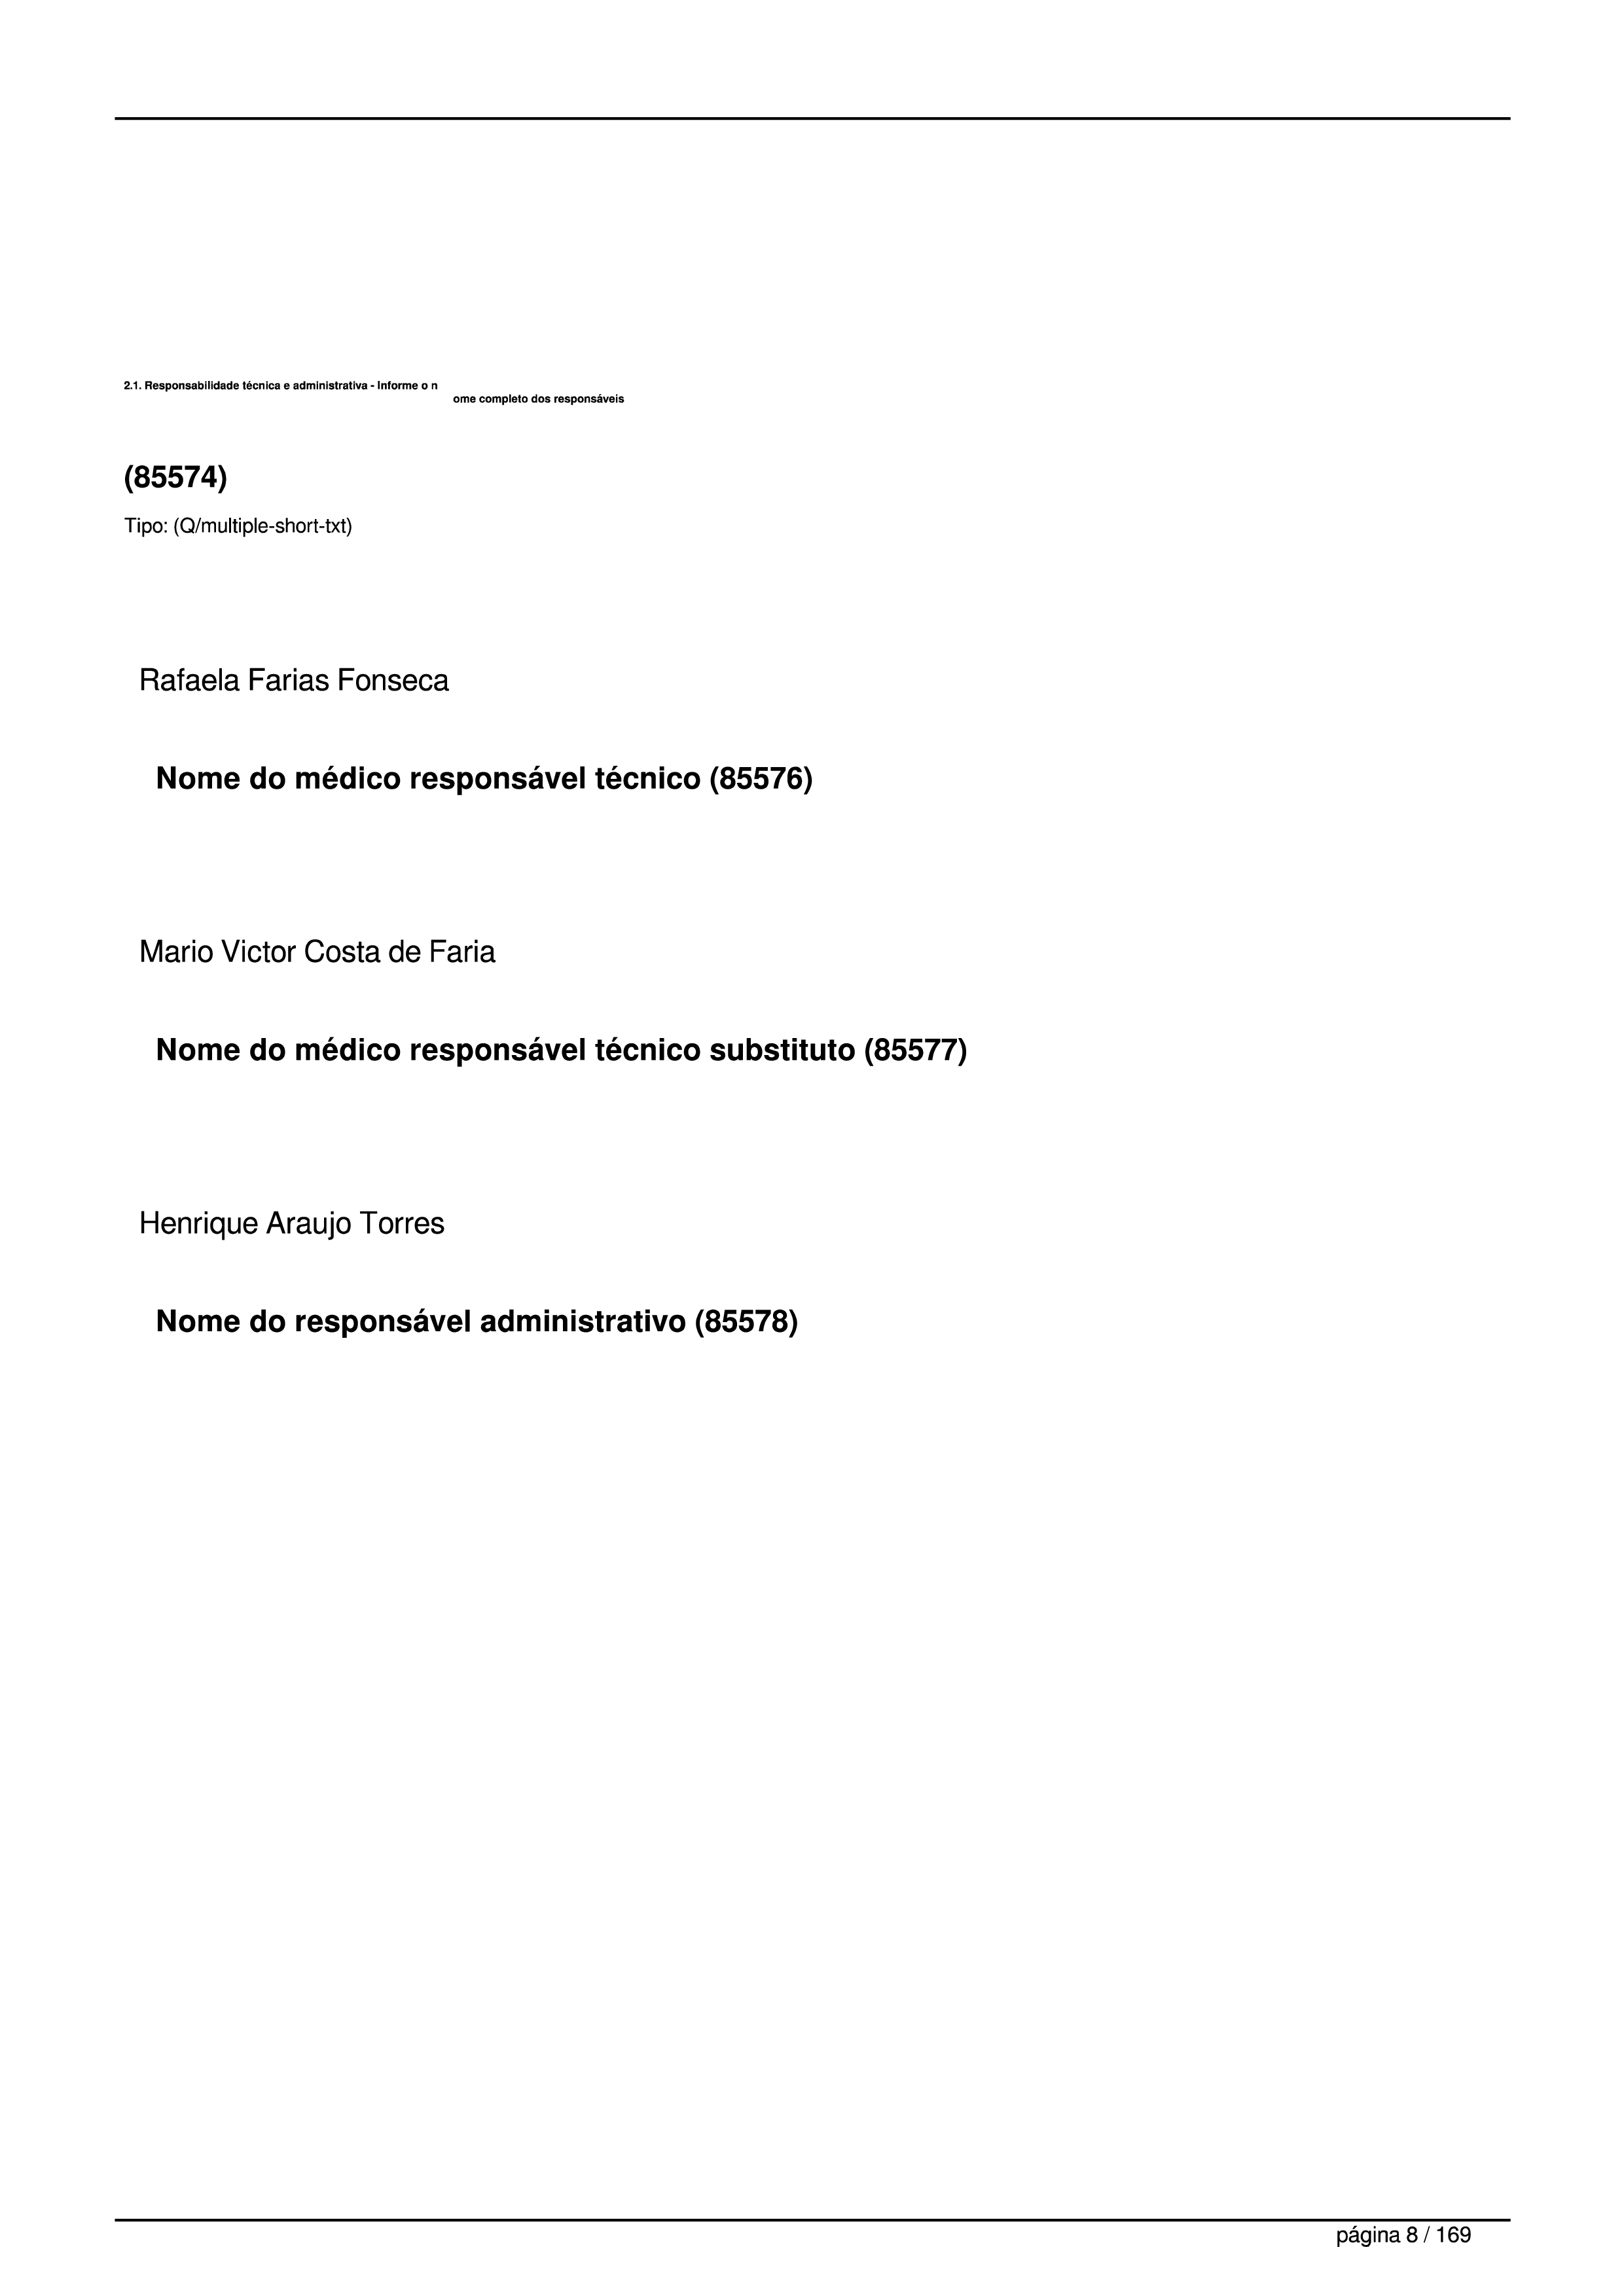 2.1. Responsabilidade técnica e administrativa - Informe o n
ome completo dos responsáveis
(85574)
Tipo: (Q/multiple-short-txt)
Rafaela Farias Fonseca
Nome do médico responsável técnico (85576)
Mario Victor Costa de Faria
Nome do médico responsável técnico substituto (85577)
Henrique Araujo Torres
Nome do responsável administrativo (85578)
página 8 / 169